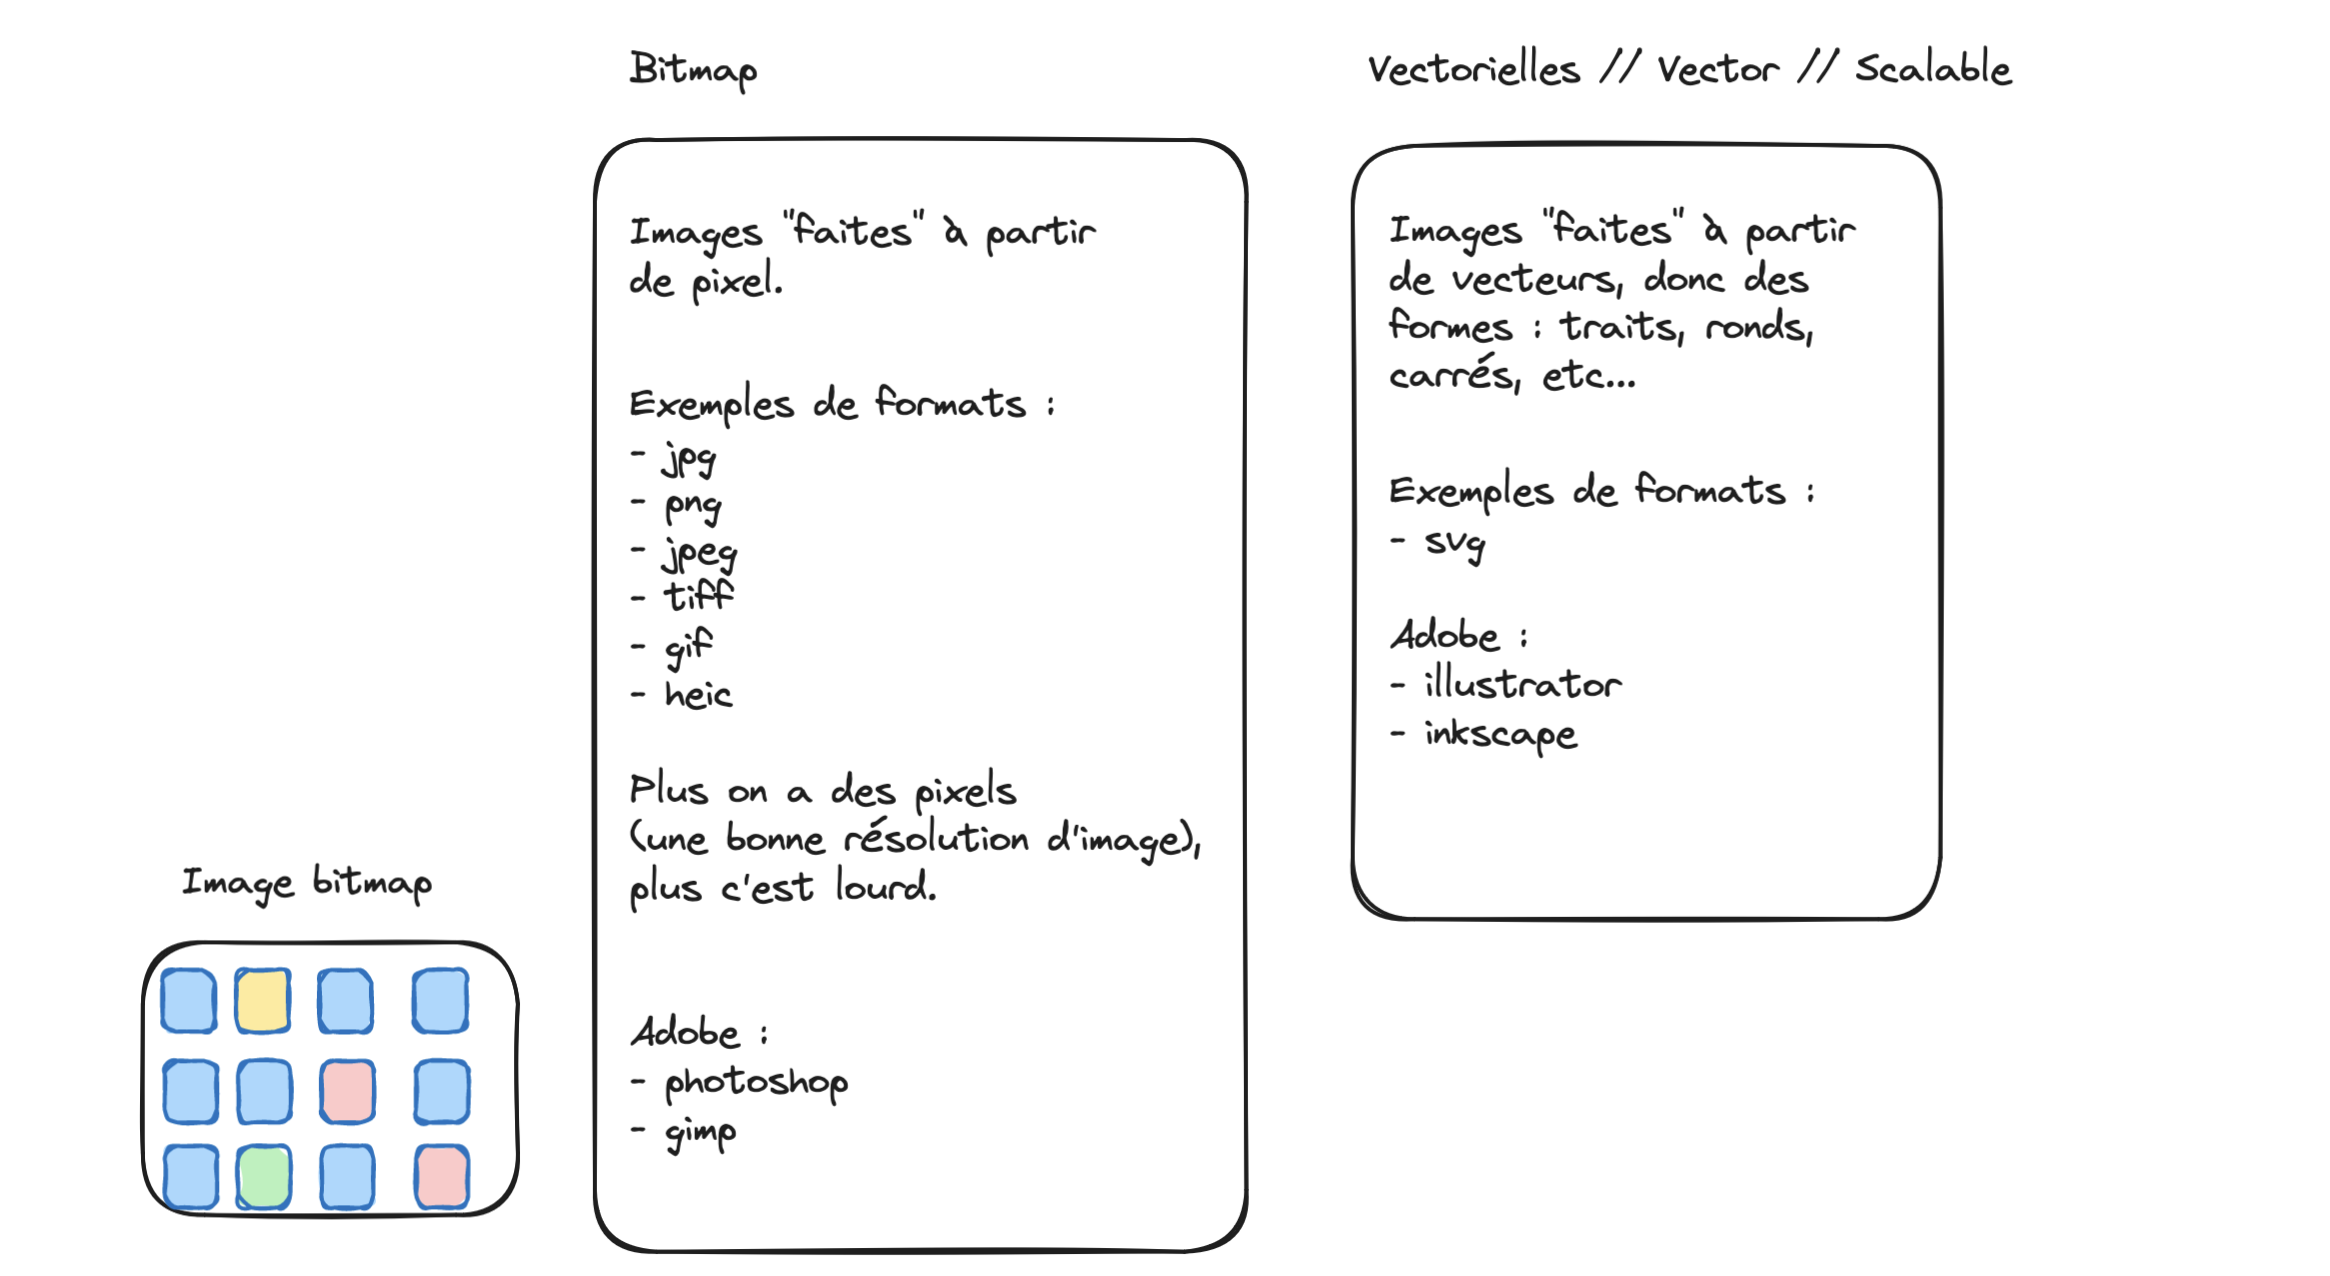 Bitmap
Images "faites" à partir
de pixel.
Exemples de formats :
- jpg
- png
- jpeg
- tiff
- gif
- heic
Plus on a des pixels
(une bonne résolution d'image),
plus c'est lourd.
Adobe :
- photoshop
- gimp
Vectorielles // Vector // Scalable
Images "faites" à partir
de vecteurs, donc des
formes : traits, ronds,
carrés, etc...
Exemples de formats :
- svg
Adobe :
- illustrator
- inkscape
Image bitmap